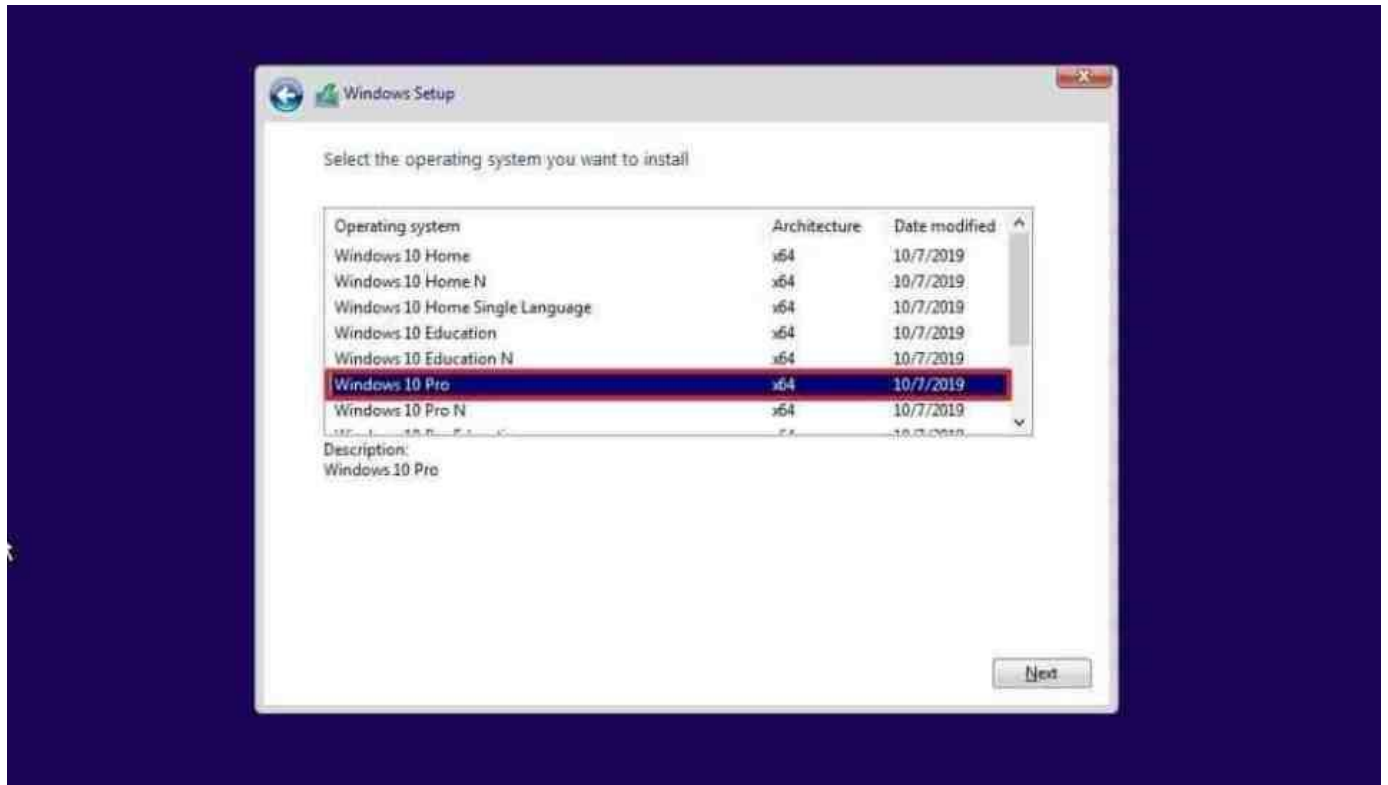 Windows Setup
Select the operating system you want to install
Operating system Architecture Date modified
Windows 10 Home x64 10/7/2019
Windows 10 Home N x64 10/7/2019
Windows 10 Home Single Language x64 10/7/2019
Windows 10 Education x64 10/7/2019
Windows 10 Education N x64 10/7/2019
Windows 10 Pro x64 10/7/2019
Windows 10 Pro N x64 10/7/2019
Description:
Windows 10 Pro
Next